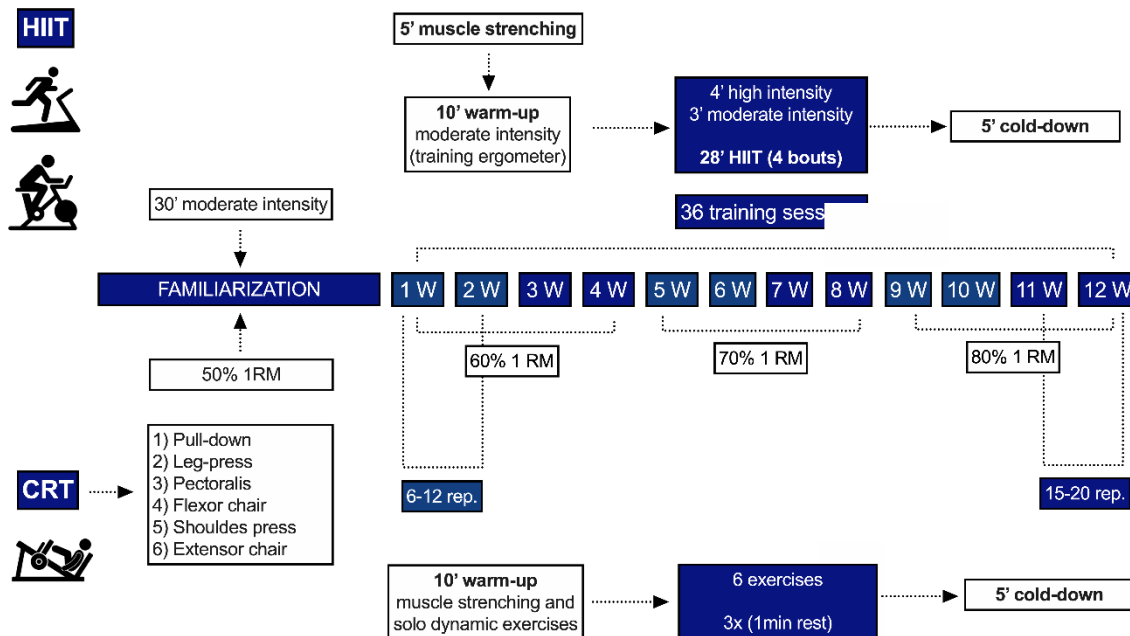 HIIT
5’ muscle strenching
10’ warm-up
moderate intensity
(training ergometer)
4’ high intensity
3’ moderate intensity
28’ HIIT (4 bouts)
5’ cold-down
36 training sess
30’ moderate intensity
FAMILIARIZATION
1 W
2 W
3 W
4 W
5 W
6 W
7 W
8 W
9 W
10 W
11 W
12 W
50% 1RM
60% 1 RM
70% 1 RM
80% 1 RM
CRT
1) Pull-down
2) Leg-press
3) Pectoralis
4) Flexor chair
5) Shouldes press
6) Extensor chair
6-12 rep.
15-20 rep.
10’ warm-up
muscle strenching and
solo dynamic exercises
6 exercises
3x (1min rest)
5’ cold-down